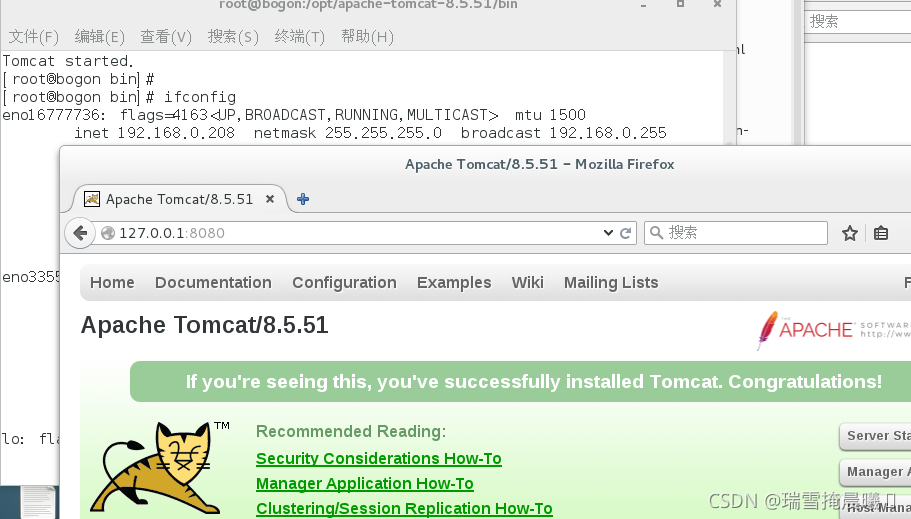 root@bogon:/opt/apache-tomcat-8.5.51/bin
文件(F) 编辑(E) 查看(V) 搜索(S) 终端(T) 帮助(H)
搜索
Tomcat started.
[root@bogon bin]#
[root@bogon bin]# ifconfig
eno16777736: flags=4163<UP,BROADCAST,RUNNING,MULTICAST> mtu 1500
inet 192.168.0.208 netmask 255.255.255.0 broadcast 192.168.0.255
Apache Tomcat/8.5.51 - Mozilla Firefox
Apache Tomcat/8.5.51
127.0.0.1:8080
搜索
eno3355
Home Documentation Configuration Examples Wiki Mailing Lists F
Apache Tomcat/8.5.51
THE
APACHE SOFTWAR
http://ww
If you're seeing this, you've successfully installed Tomcat. Congratulations!
TM
Recommended Reading:
Security Considerations How-To
Manager Application How-To
Clustering/Session Replication How-To
lo: fla
Server Sta
Manager A
Host Mana
CSDN @瑞雪掩晨曦